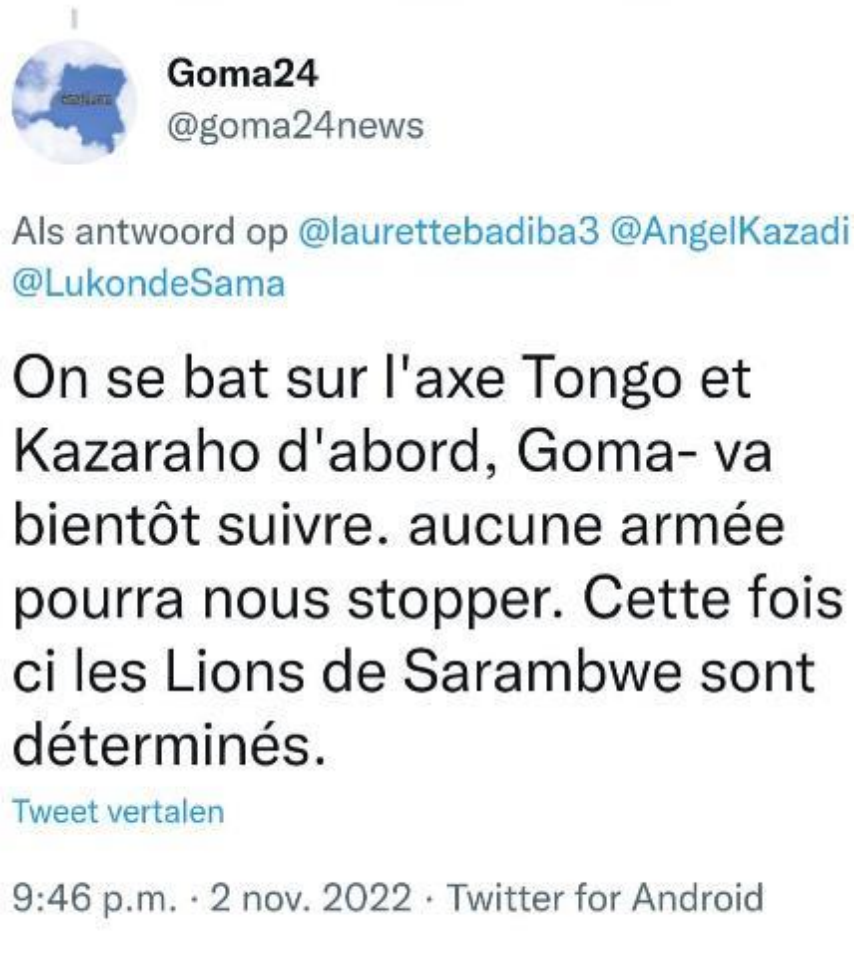 Goma24
@goma24news
Als antwoord op @laurettebadiba3 @AngelKazadi
@LukondeSama
On se bat sur l'axe Tongo et
Kazaraho d'abord, Goma- va
bientôt suivre. aucune armée
pourra nous stopper. Cette fois
ci les Lions de Sarambwe sont
déterminés.
Tweet vertalen
9:46 p.m. · 2 nov. 2022 · Twitter for Android